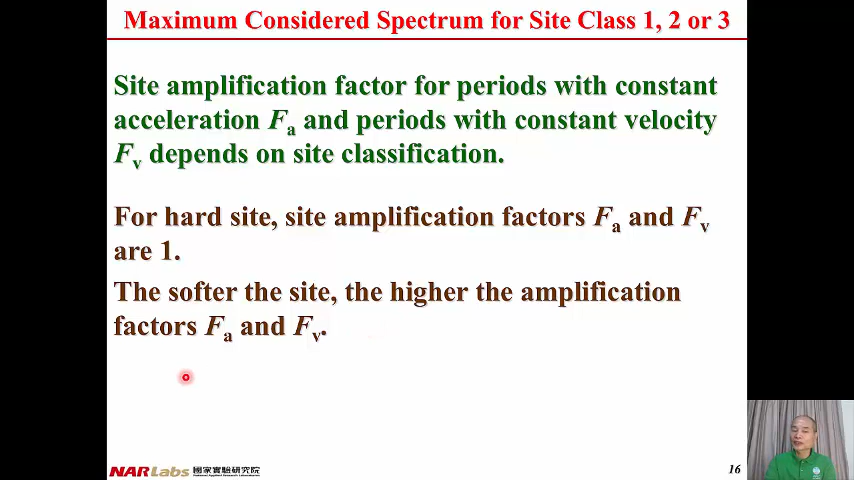 Maximum Considered Spectrum for Site Class 1, 2 or 3
Site amplification factor for periods with constant
acceleration Fa and periods with constant velocity
Fv depends on site classification.
For hard site, site amplification factors Fa and Fv
are 1.
The softer the site, the higher the amplification
factors Fa and Fv.
NARLabs 國家實驗研究院
16